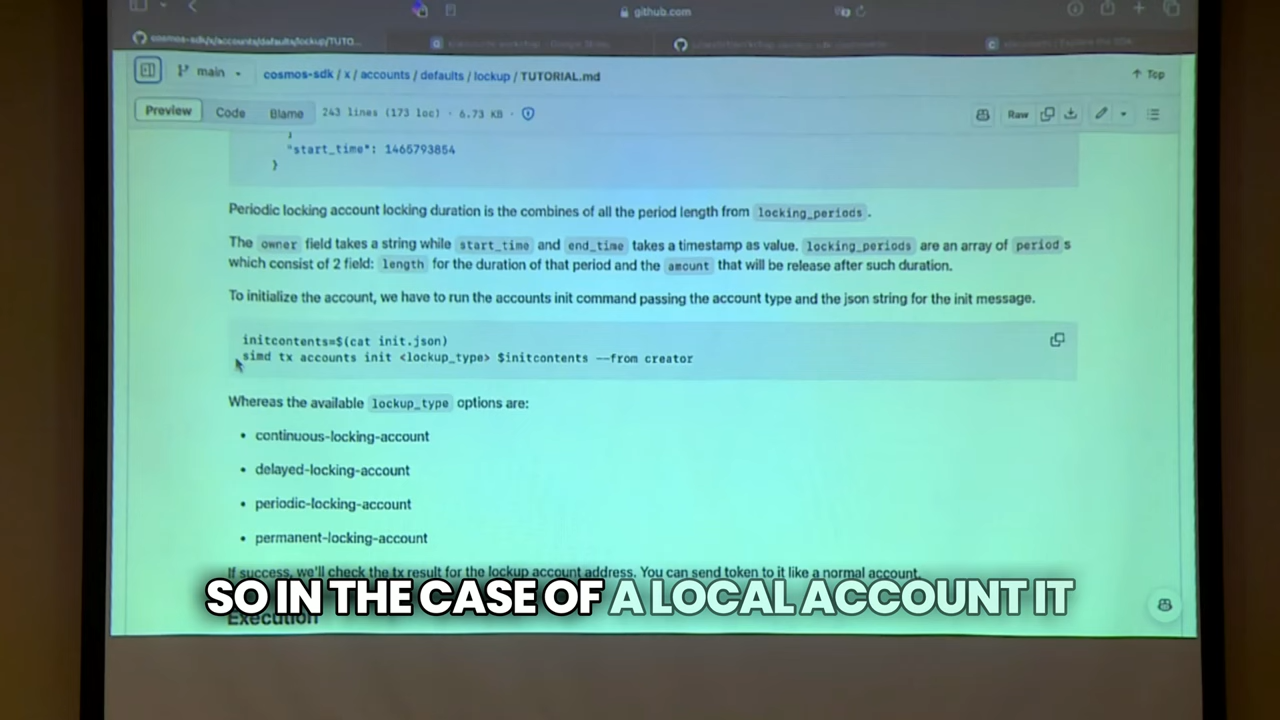 github.com
cosmos-sdk/x/accounts/defaults/lockup/TUTO...
main
cosmos-sdk / x / accounts / defaults / lockup / TUTORIAL.md
Top
Preview
Code
Blame
243 lines (173 loc) · 6.73 KB
Raw
]
"start_time": 1465793854
}
Periodic locking account locking duration is the combines of all the period length from locking_periods .
The owner field takes a string while start_time and end_time takes a timestamp as value. locking_periods are an array of period s
which consist of 2 field: length for the duration of that period and the amount that will be release after such duration.
To initialize the account, we have to run the accounts init command passing the account type and the json string for the init message.
initcontents=$(cat init.json)
simd tx accounts init <lockup_type> $initcontents --from creator
Whereas the available lockup_type options are:
• continuous-locking-account
• delayed-locking-account
• periodic-locking-account
• permanent-locking-account
If success, we'll check the tx result for the lockup account address. You can send token to it like a normal account.
SO IN THE CASE OF A LOCAL ACCOUNT IT
Execution